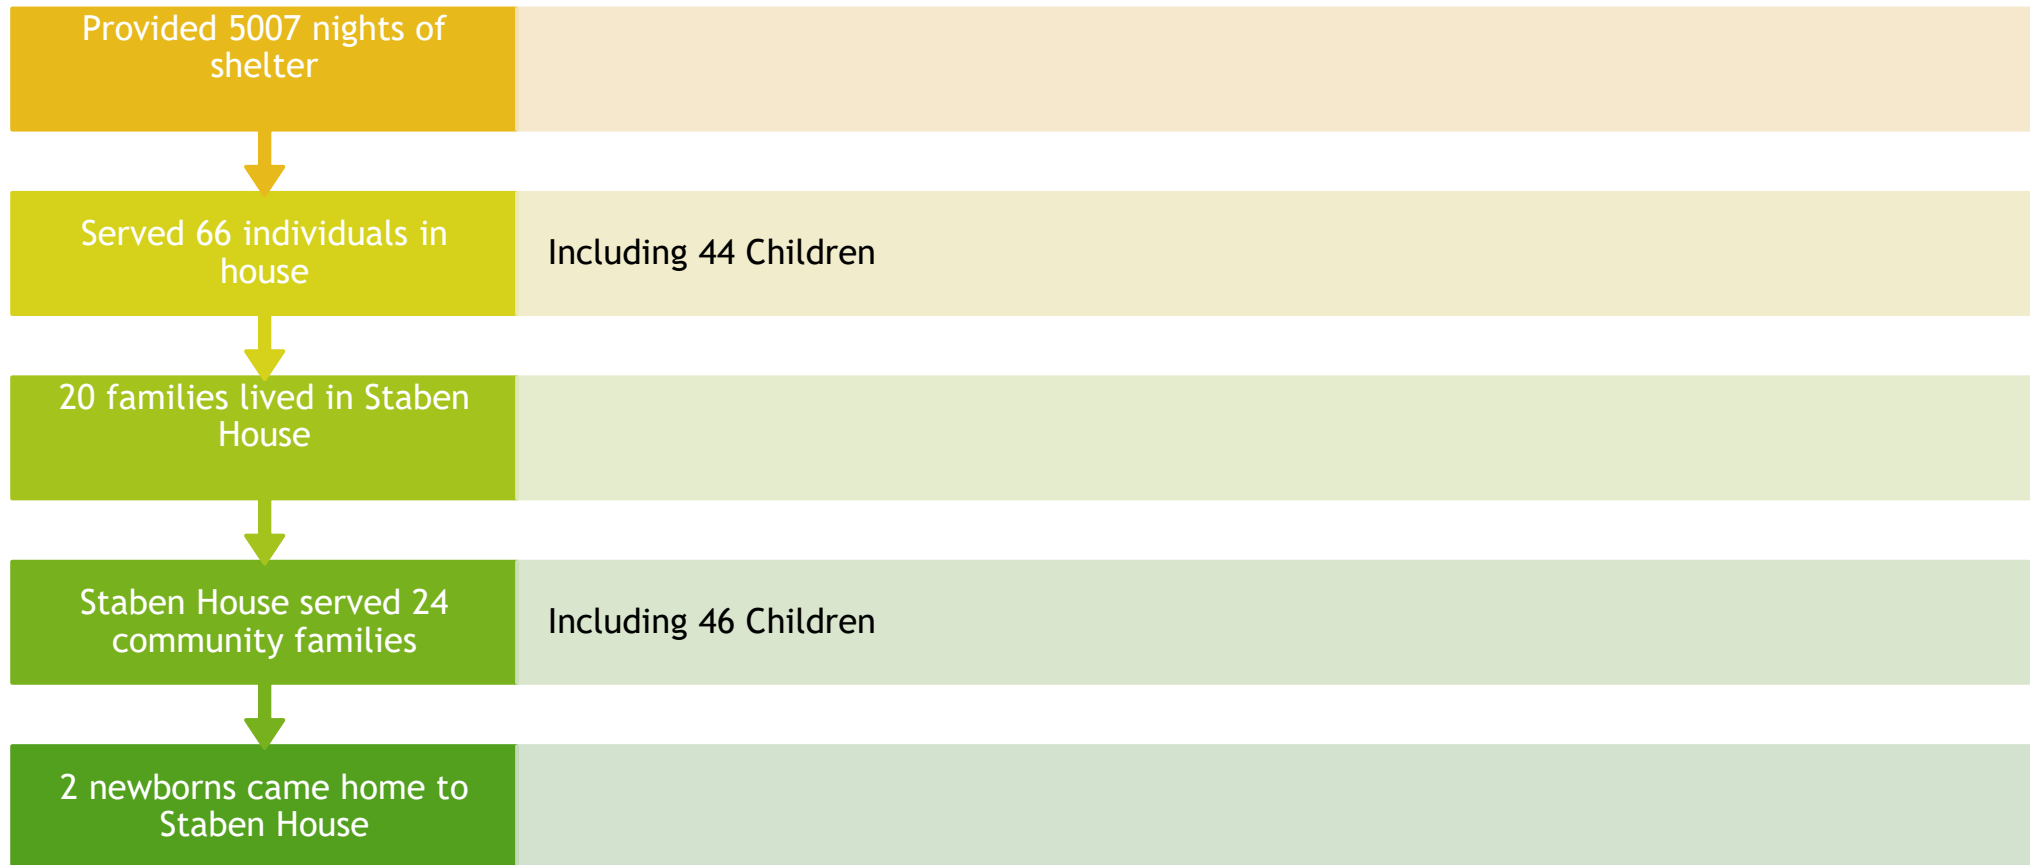 Provided 5007 nights of
shelter
Served 66 individuals in
house
Including 44 Children
20 families lived in Staben
House
Staben House served 24
community families
Including 46 Children
2 newborns came home to
Staben House